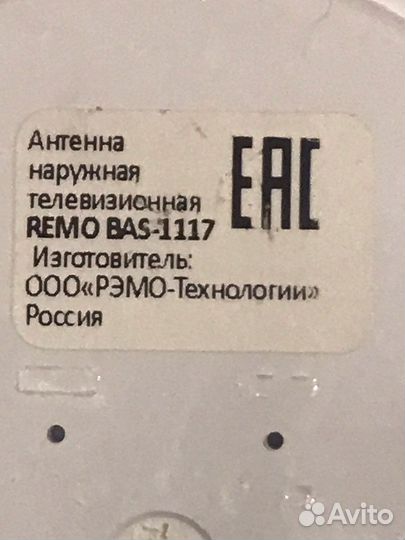 Антенна
наружная
телевизионная
REMO BAS-1117
Изготовитель:
ООО«РЭМО-Технологии»
Россия
EAC
Avito